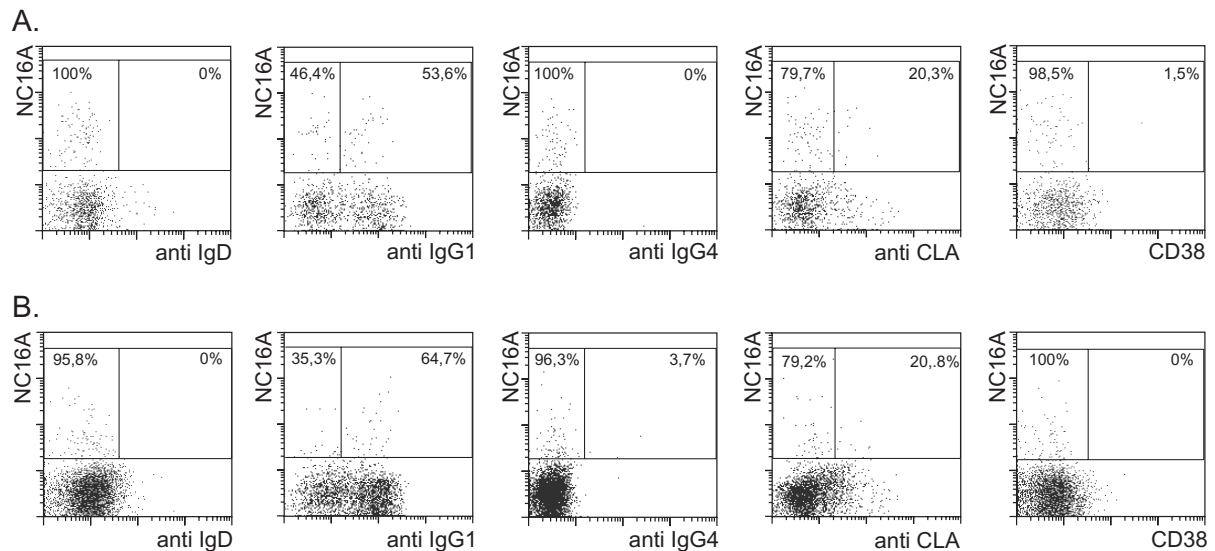 A.
NC16A
100% 0%
anti IgD
NC16A
46,4% 53,6%
anti IgG1
NC16A
100% 0%
anti IgG4
NC16A
79,7% 20,3%
anti CLA
NC16A
98,5% 1,5%
CD38
B.
NC16A
95,8% 0%
anti IgD
NC16A
35,3% 64,7%
anti IgG1
NC16A
96,3% 3,7%
anti IgG4
NC16A
79,2% 20,.8%
anti CLA
NC16A
100% 0%
CD38